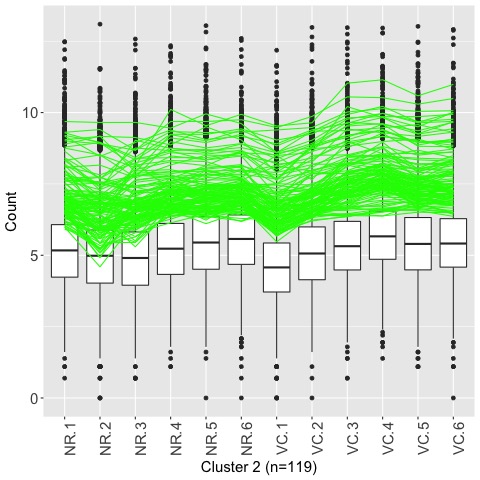 Count
10
5
0
NR.1
NR.2
NR.3
NR.4
NR.5
NR.6
VC.1
VC.2
VC.3
VC.4
VC.5
VC.6
Cluster 2 (n=119)